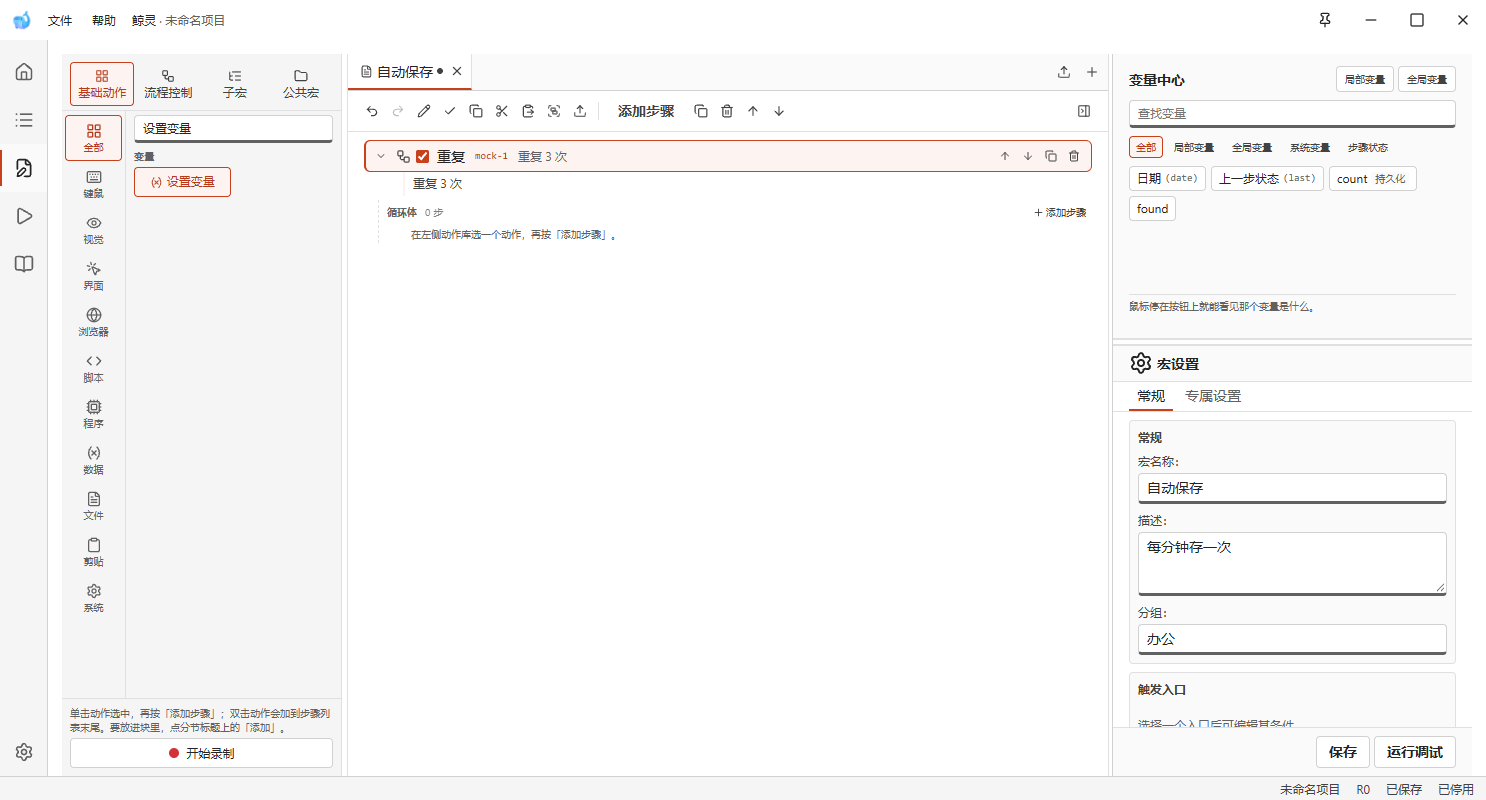 文件 帮助 鲸灵 · 未命名项目
基础动作 流程控制 子宏 公共宏
全部
键鼠
视觉
界面
浏览器
脚本
程序
数据
文件
剪贴
系统
设置变量
变量
(x) 设置变量
单击动作选中，再按「添加步骤」；双击动作会加到步骤列
表末尾。要放进块里，点分节标题上的「添加」。
开始录制
自动保存
添加步骤
重复 mock-1 重复 3 次
重复 3 次
循环体 0 步 添加步骤
在左侧动作库选一个动作，再按「添加步骤」。
变量中心 局部变量 全局变量
查找变量
全部 局部变量 全局变量 系统变量 步骤状态
日期 (date) 上一步状态 (last) count 持久化
found
鼠标停在按钮上就能看见那个变量是什么。
宏设置
常规 专属设置
常规
宏名称：
自动保存
描述：
每分钟存一次
分组：
办公
触发入口
选择一个入口后可编辑其条件
保存 运行调试
未命名项目 R0 已保存 已停用